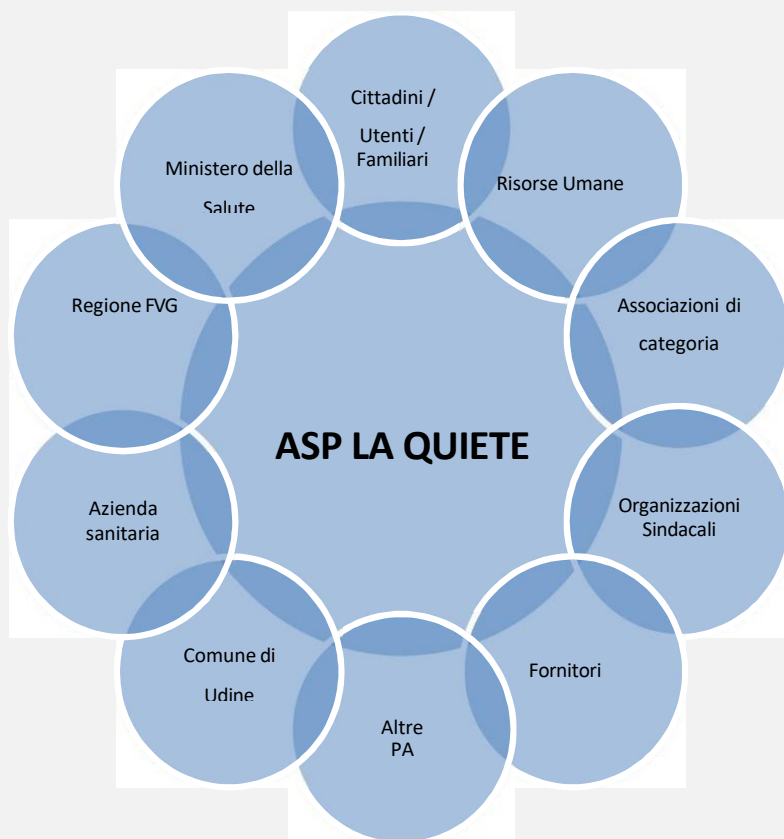 Cittadini /
Utenti /
Familiari
Risorse Umane
Associazioni di
categoria
Organizzazioni
Sindacali
Fornitori
Altre
PA
Comune di
Udine
Azienda
sanitaria
Regione FVG
Ministero della
Salute
ASP LA QUIETE